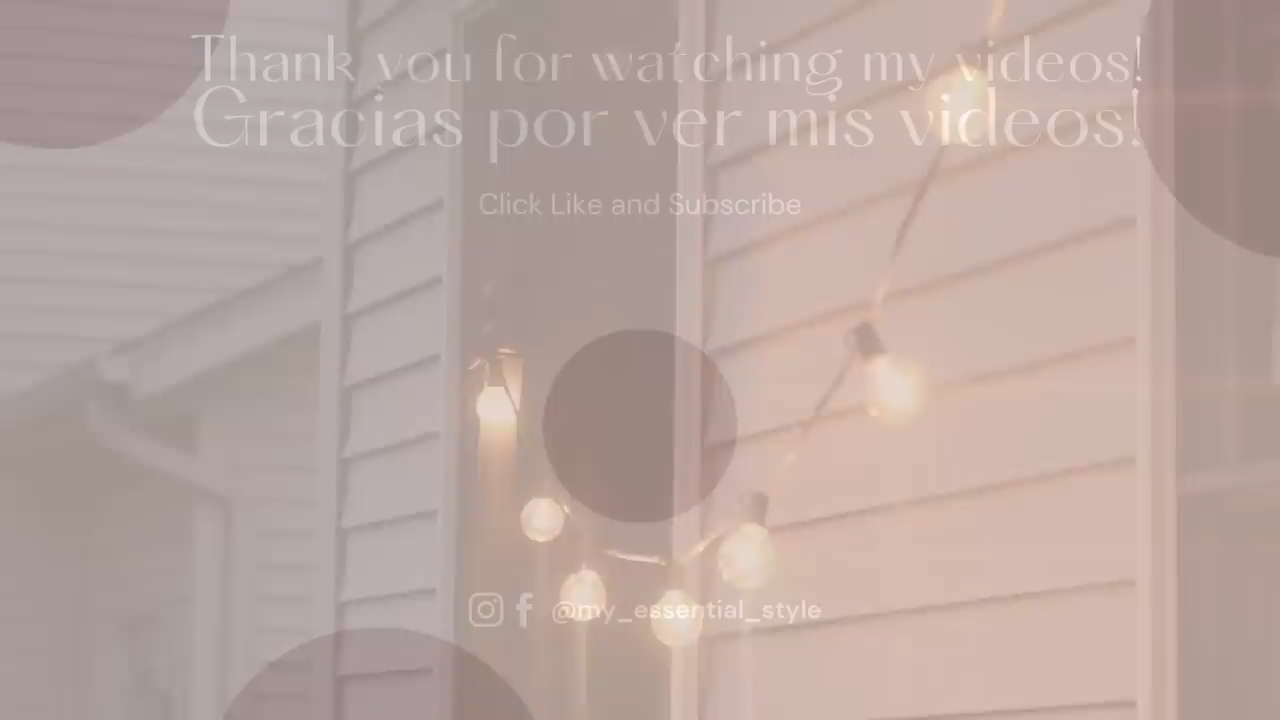 Thank you for watching my videos!
Gracias por ver mis videos!
Click Like and Subscribe
@my_essential_style